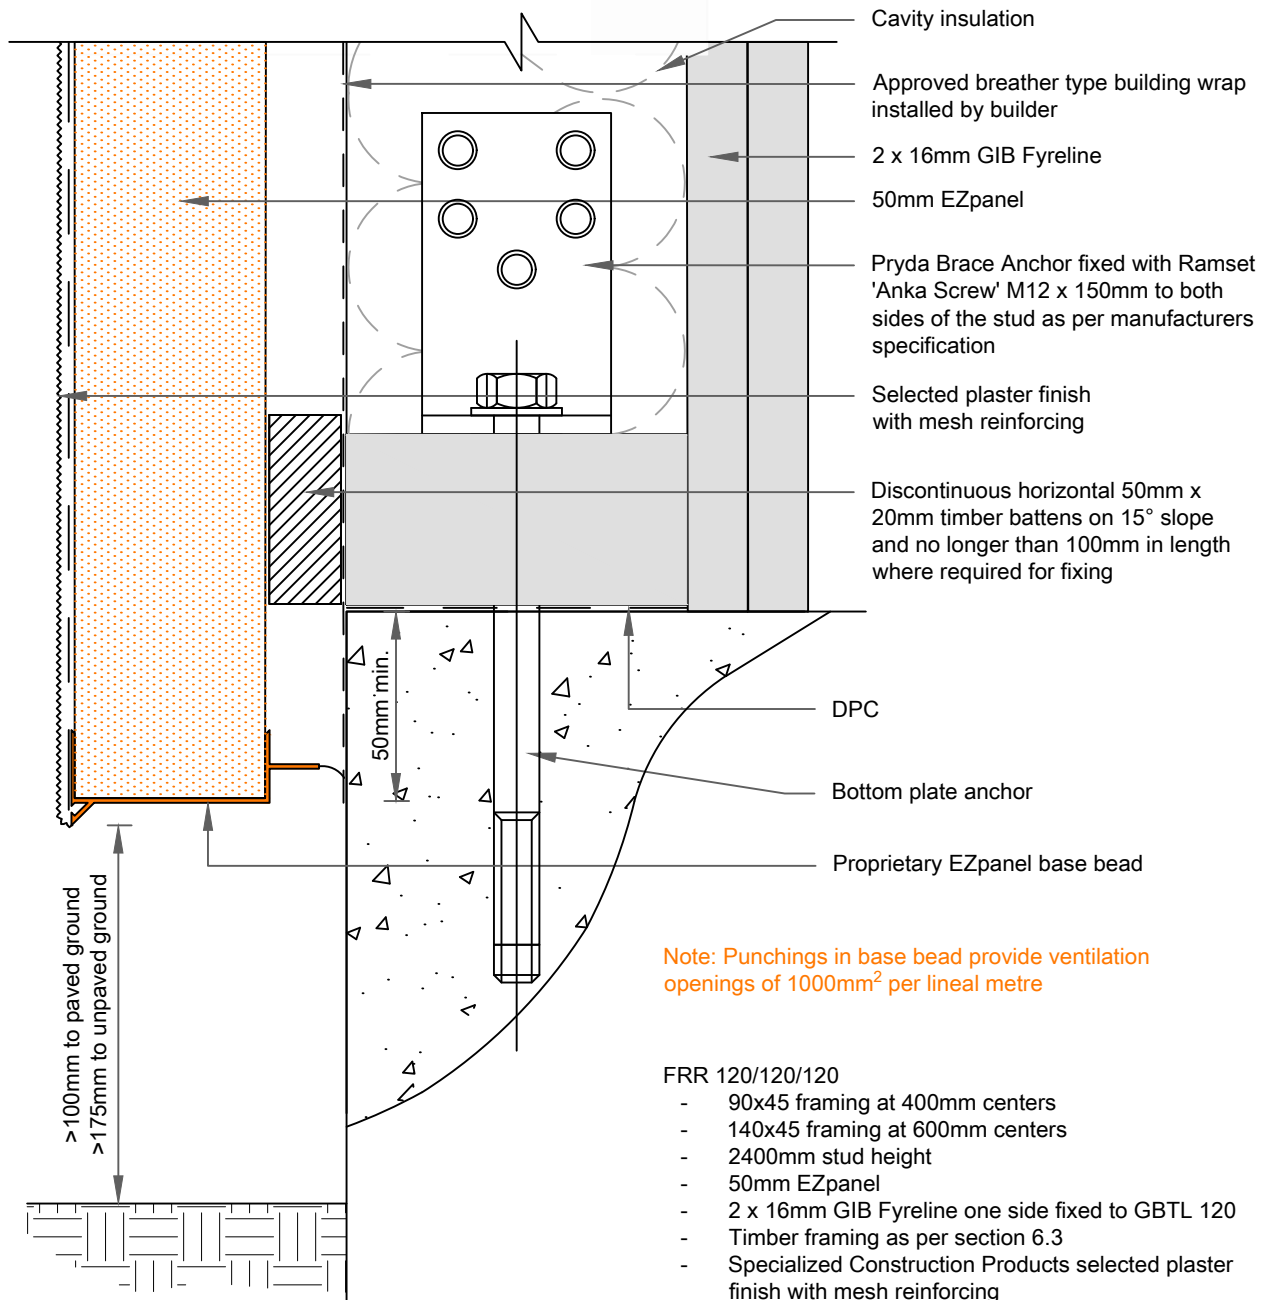 Cavity insulation
Approved breather type building wrap
installed by builder
2 x 16mm GIB Fyreline
50mm EZpanel
Pryda Brace Anchor fixed with Ramset
'Anka Screw' M12 x 150mm to both
sides of the stud as per manufacturers
specification
Selected plaster finish
with mesh reinforcing
Discontinuous horizontal 50mm x
20mm timber battens on 15° slope
and no longer than 100mm in length
where required for fixing
50mm min.
DPC
Bottom plate anchor
Proprietary EZpanel base bead
>100mm to paved ground
>175mm to unpaved ground
Note: Punchings in base bead provide ventilation
openings of 1000mm² per lineal metre
FRR 120/120/120
- 90x45 framing at 400mm centers
- 140x45 framing at 600mm centers
- 2400mm stud height
- 50mm EZpanel
- 2 x 16mm GIB Fyreline one side fixed to GBTL 120
- Timber framing as per section 6.3
- Specialized Construction Products selected plaster
finish with mesh reinforcing